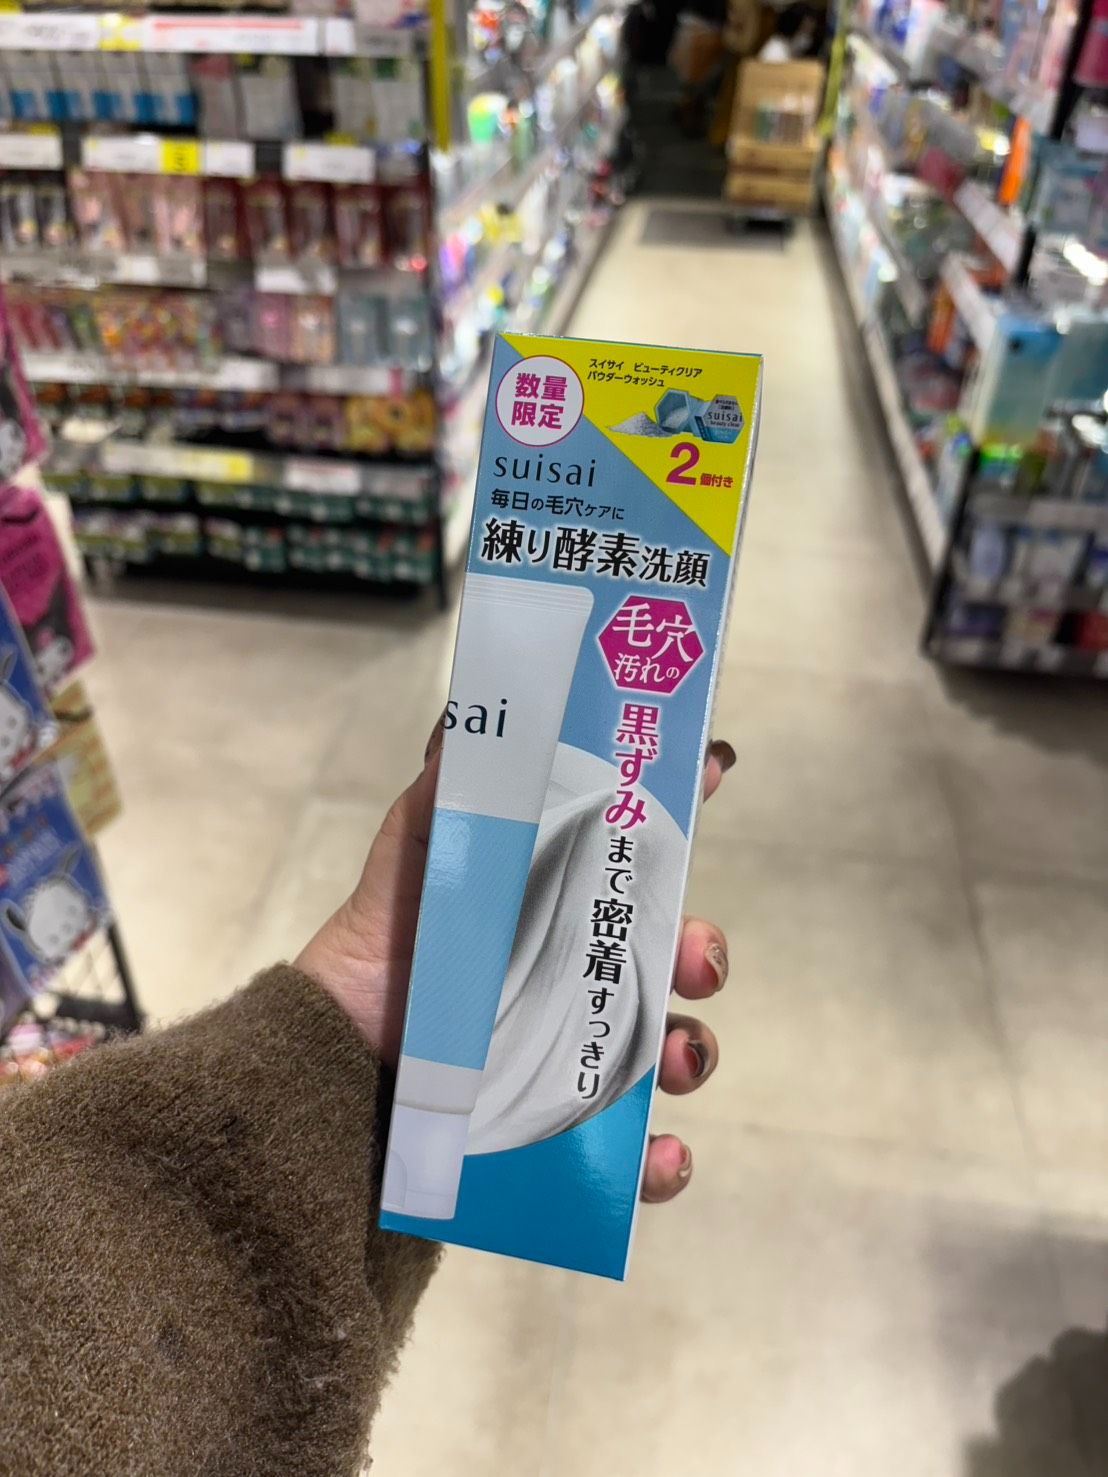 数量
限定
スイサイ ビューティクリア
パウダーウォッシュ
suisai
beauty clear
2個付き
suisai
毎日の毛穴ケアに
練り酵素洗顔
毛穴
汚れの
黒ずみまで密着すっきり
sai